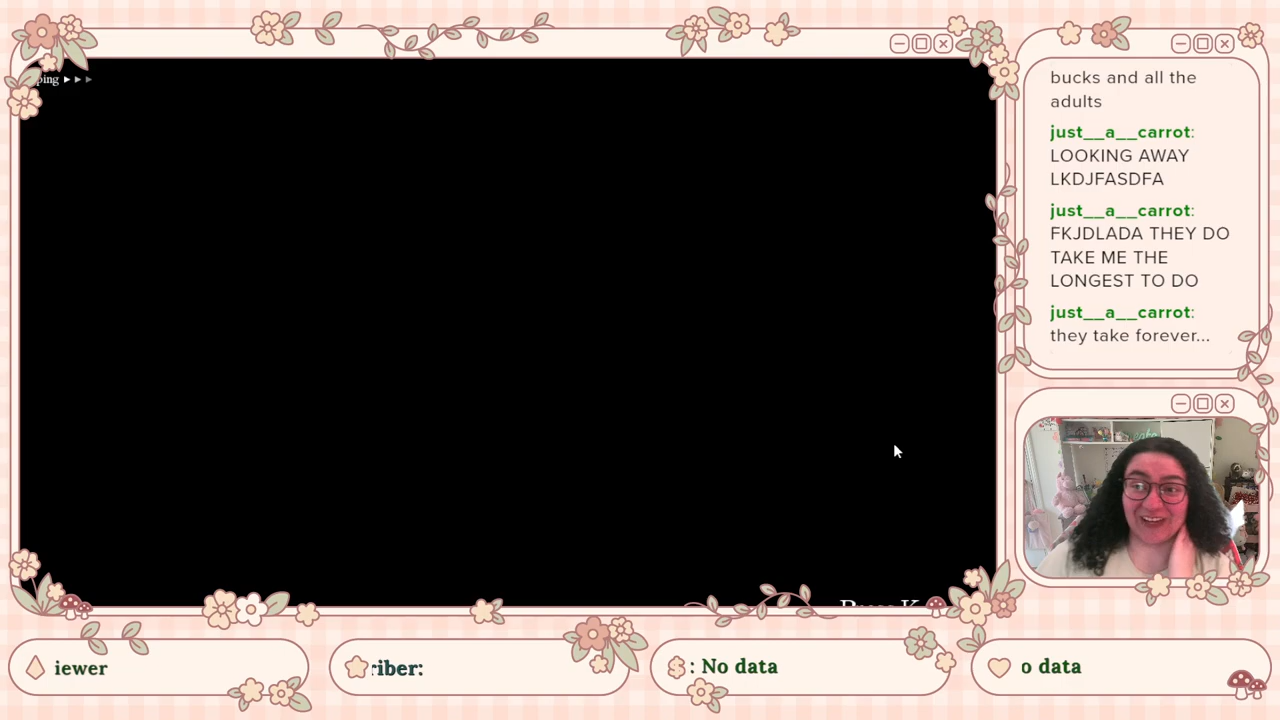 bucks and all the
adults
just__a__carrot:
LOOKING AWAY
LKDJFASDFA
just__a__carrot:
FKJDLADA THEY DO
TAKE ME THE
LONGEST TO DO
just__a__carrot:
they take forever...
iewer
riber:
$ : No data
o data